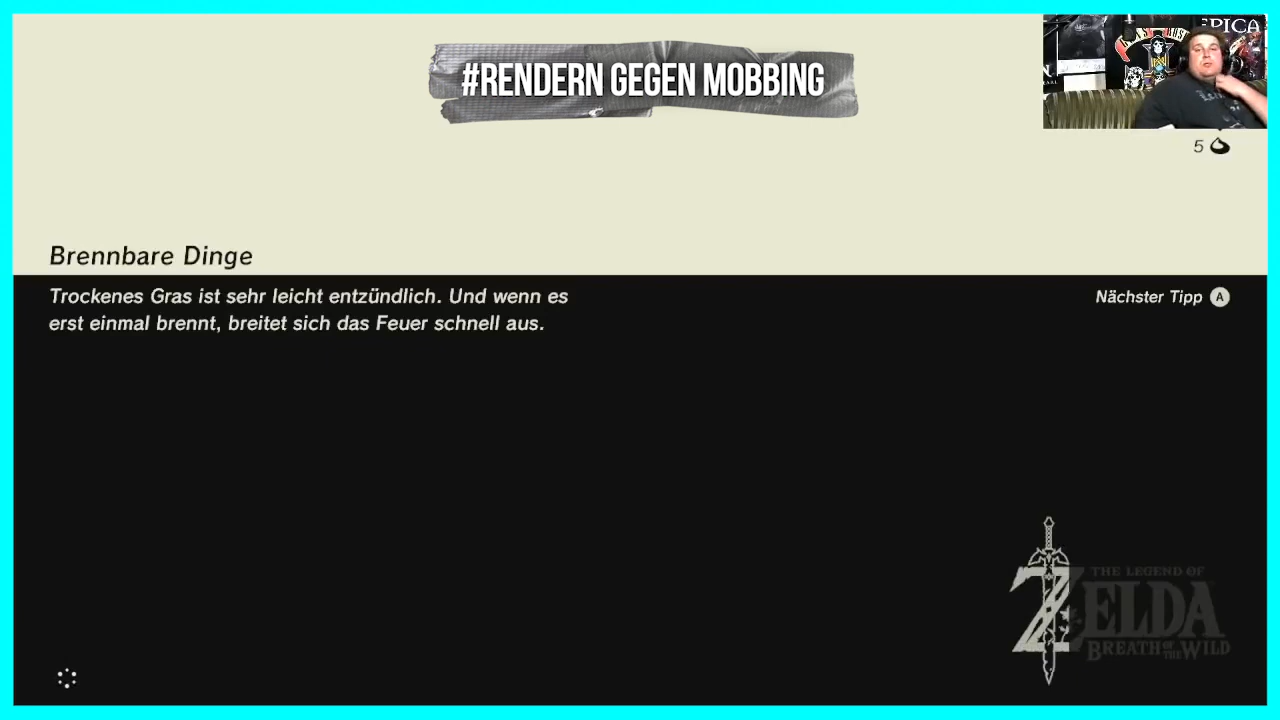 #RENDERN GEGEN MOBBING
EPICA
5
Brennbare Dinge
Trockenes Gras ist sehr leicht entzündlich. Und wenn es
erst einmal brennt, breitet sich das Feuer schnell aus.
Nächster Tipp A
THE LEGEND OF
ZELDA
BREATH OF THE WILD